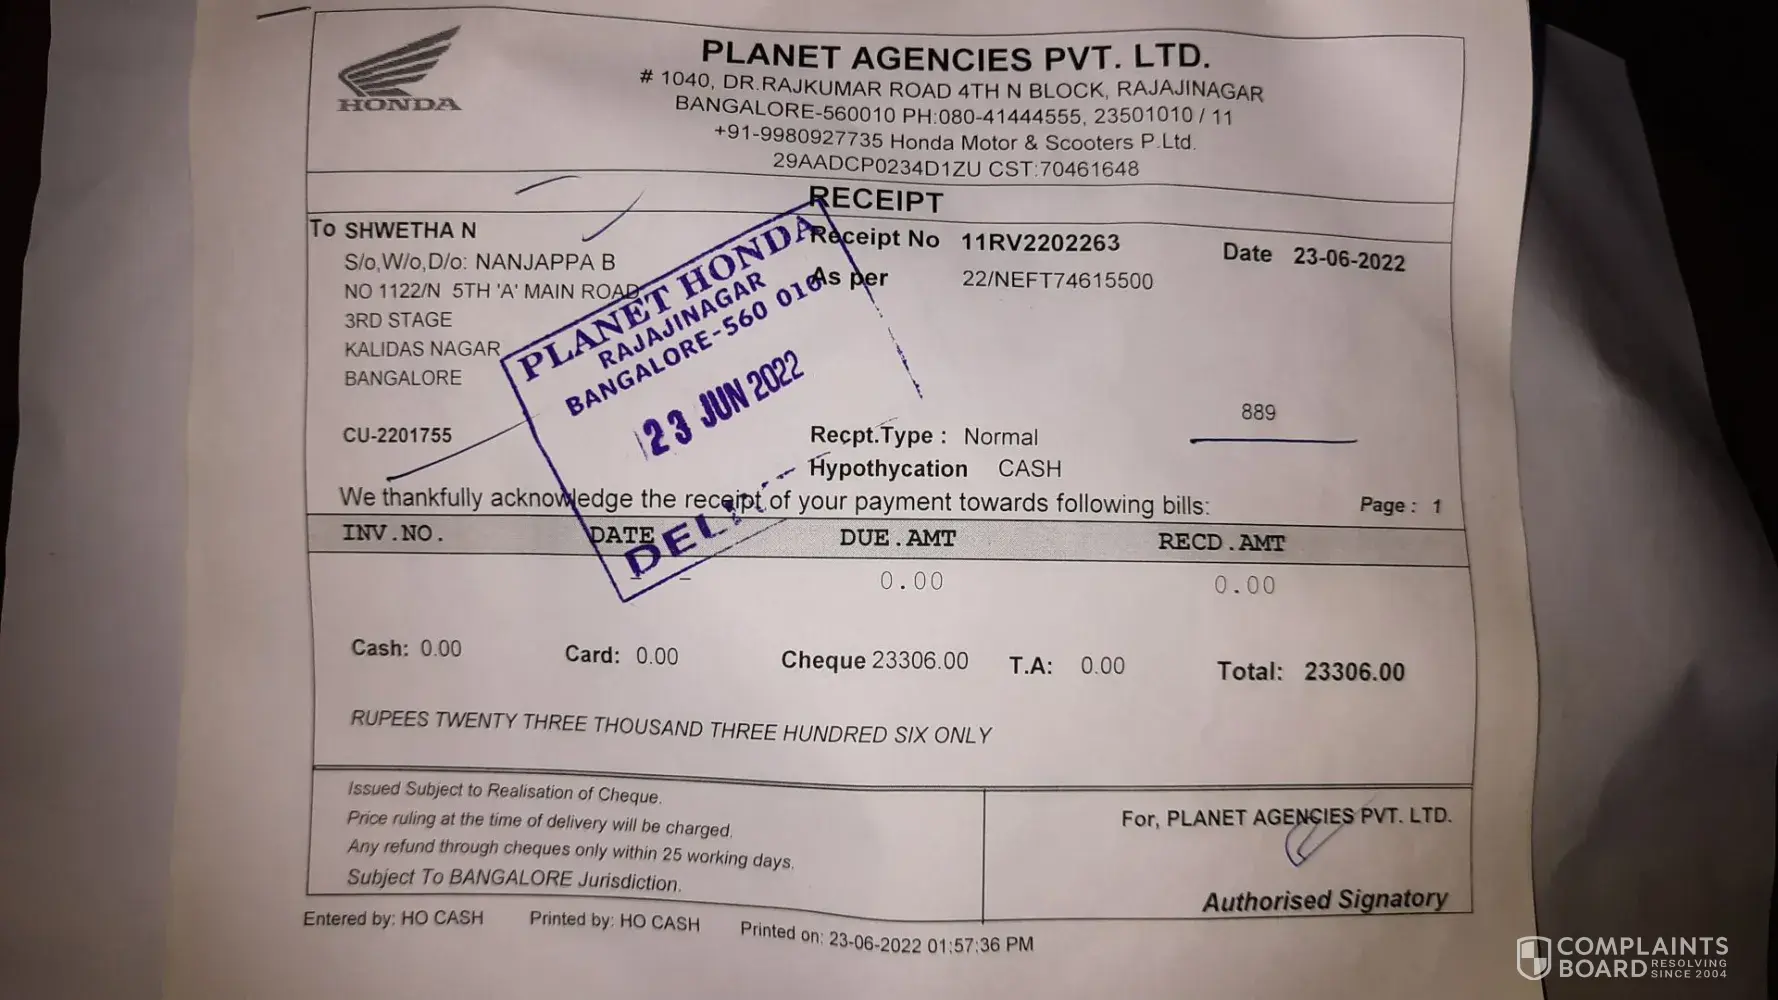 HONDA
PLANET AGENCIES PVT. LTD.
# 1040, DR.RAJKUMAR ROAD 4TH N BLOCK, RAJAJINAGAR
BANGALORE-560010 PH:080-41444555, 23501010 / 11
+91-9980927735 Honda Motor & Scooters P.Ltd.
29AADCP0234D1ZU CST:70461648
RECEIPT
To SHWETHA N
S/o,W/o,D/o: NANJAPPA B
NO 1122/N 5TH 'A' MAIN ROAD
3RD STAGE
KALIDAS NAGAR
BANGALORE
CU-2201755
Receipt No 11RV2202263
Date 23-06-2022
As per 22/NEFT74615500
PLANET HONDA
RAJAJINAGAR
BANGALORE-560 010
23 JUN 2022
889
Recpt.Type : Normal
Hypothycation CASH
We thankfully acknowledge the receipt of your payment towards following bills:
Page : 1
INV.NO. DATE DUE.AMT RECD.AMT
- - 0.00 0.00
Cash: 0.00 Card: 0.00 Cheque 23306.00 T.A: 0.00 Total: 23306.00
RUPEES TWENTY THREE THOUSAND THREE HUNDRED SIX ONLY
Issued Subject to Realisation of Cheque.
Price ruling at the time of delivery will be charged.
Any refund through cheques only within 25 working days.
Subject To BANGALORE Jurisdiction.
For, PLANET AGENCIES PVT. LTD.
Authorised Signatory
Entered by: HO CASH Printed by: HO CASH Printed on: 23-06-2022 01:57:36 PM
COMPLAINTS
BOARD RESOLVING
SINCE 2004